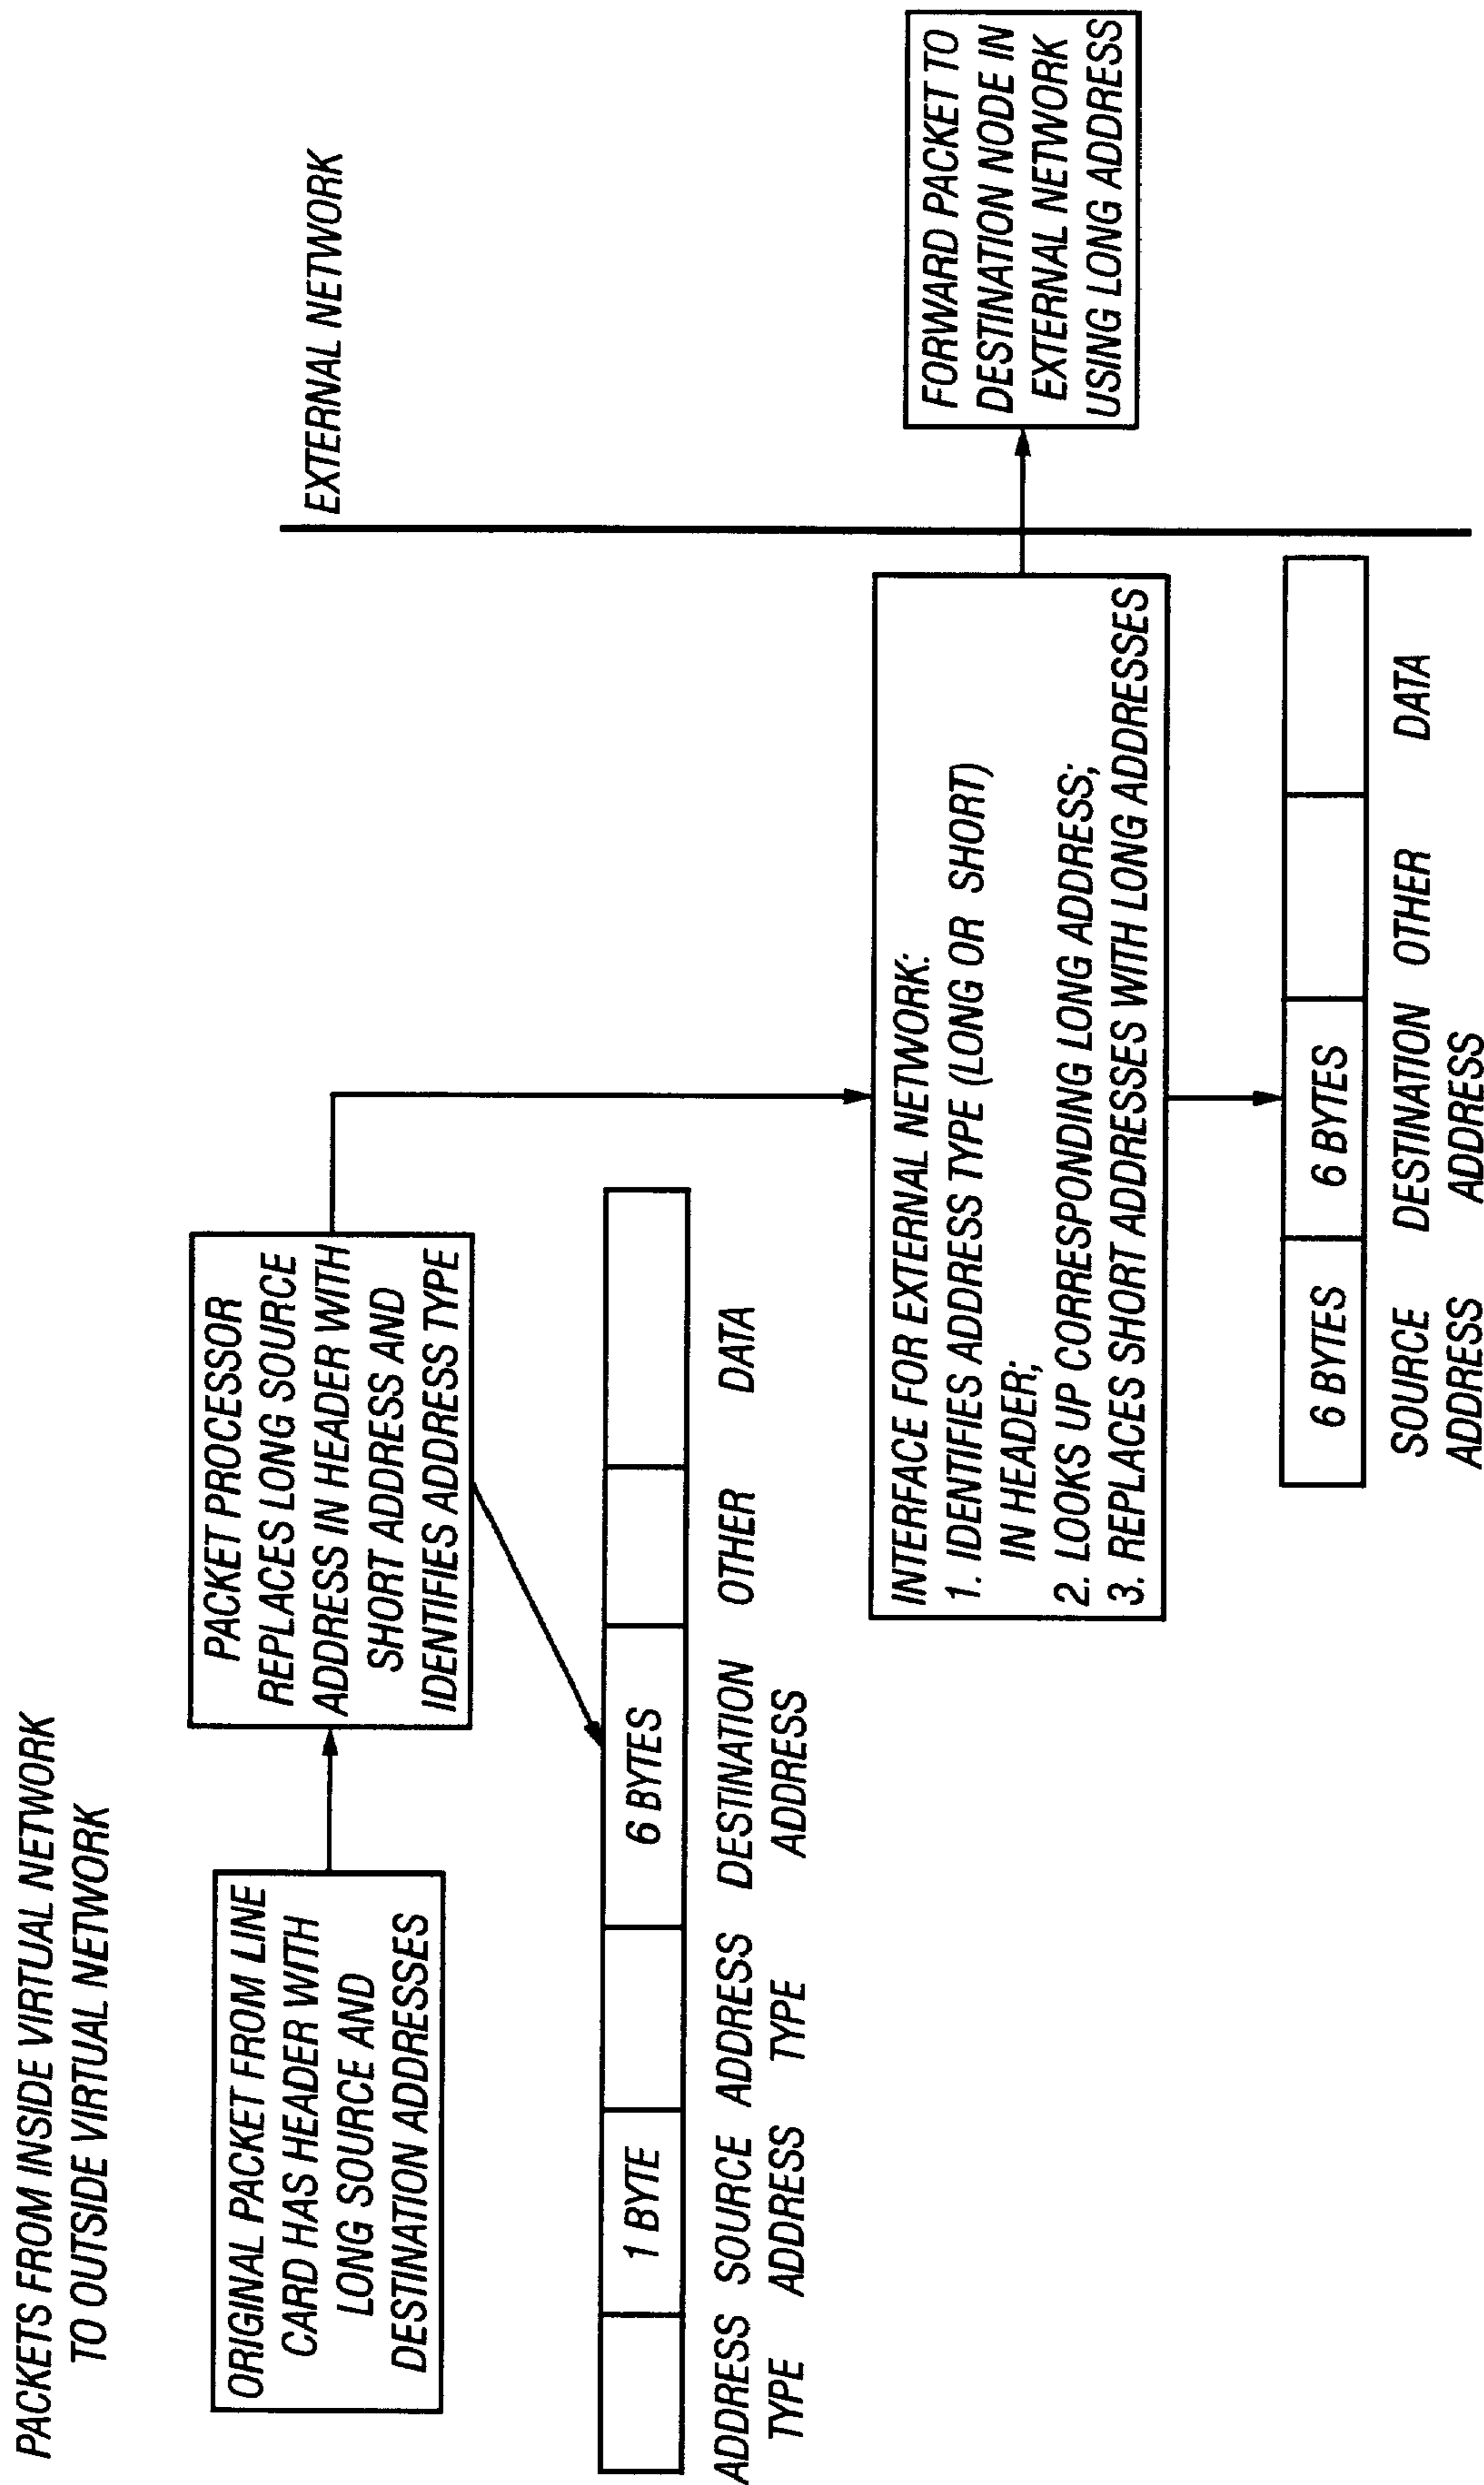 PACKETS FROM INSIDE VIRTUAL NETWORK
TO OUTSIDE VIRTUAL NETWORK
ORIGINAL PACKET FROM LINE
CARD HAS HEADER WITH
LONG SOURCE AND
DESTINATION ADDRESSES
PACKET PROCESSOR
REPLACES LONG SOURCE
ADDRESS IN HEADER WITH
SHORT ADDRESS AND
IDENTIFIES ADDRESS TYPE
EXTERNAL NETWORK
1 BYTE
6 BYTES
ADDRESS SOURCE ADDRESS DESTINATION OTHER DATA
TYPE ADDRESS TYPE ADDRESS
INTERFACE FOR EXTERNAL NETWORK:
1. IDENTIFIES ADDRESS TYPE (LONG OR SHORT)
IN HEADER;
2. LOOKS UP CORRESPONDING LONG ADDRESS;
3. REPLACES SHORT ADDRESSES WITH LONG ADDRESSES
FORWARD PACKET TO
DESTINATION NODE IN
EXTERNAL NETWORK
USING LONG ADDRESS
6 BYTES
6 BYTES
SOURCE DESTINATION OTHER DATA
ADDRESS ADDRESS